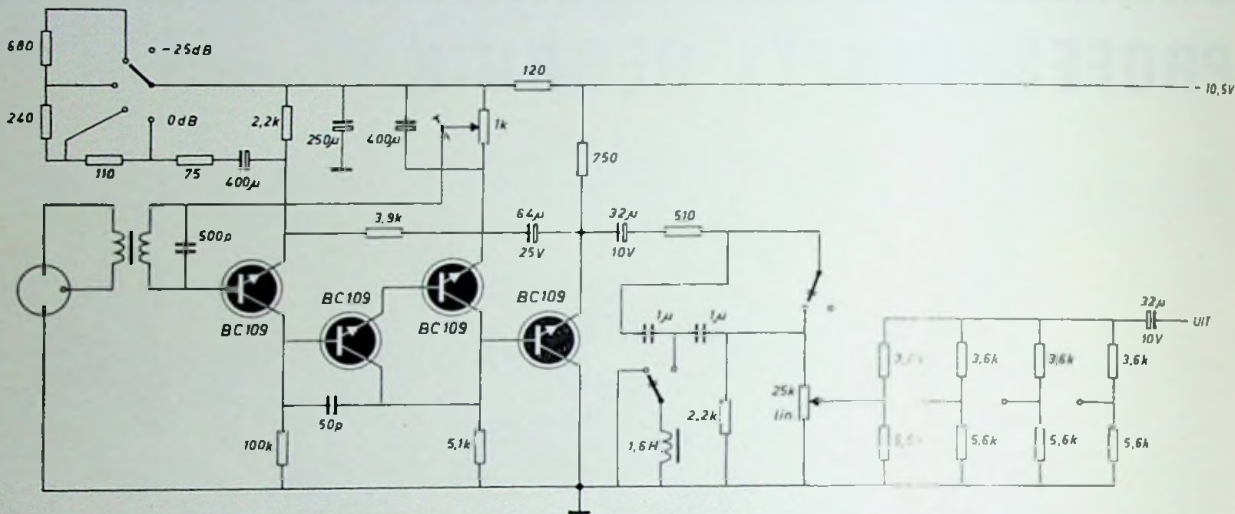 680
-25dB
120
-10,5V
240
0dB
2,2k
250µ
400µ
1k
110
75
400µ
750
500p
3,9k
64µ
25V
32µ
10V
510
BC109
BC109
BC109
BC109
1µ
1µ
32µ
10V
UIT
3,6k
3,6k
3,6k
25k
lin
2,2k
50p
100k
5,1k
1,6H
5,6k
5,6k
5,6k